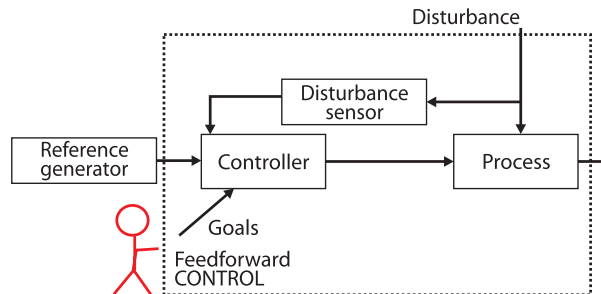 Disturbance
Disturbance
sensor
Reference
generator
Controller
Process
Goals
Feedforward
CONTROL